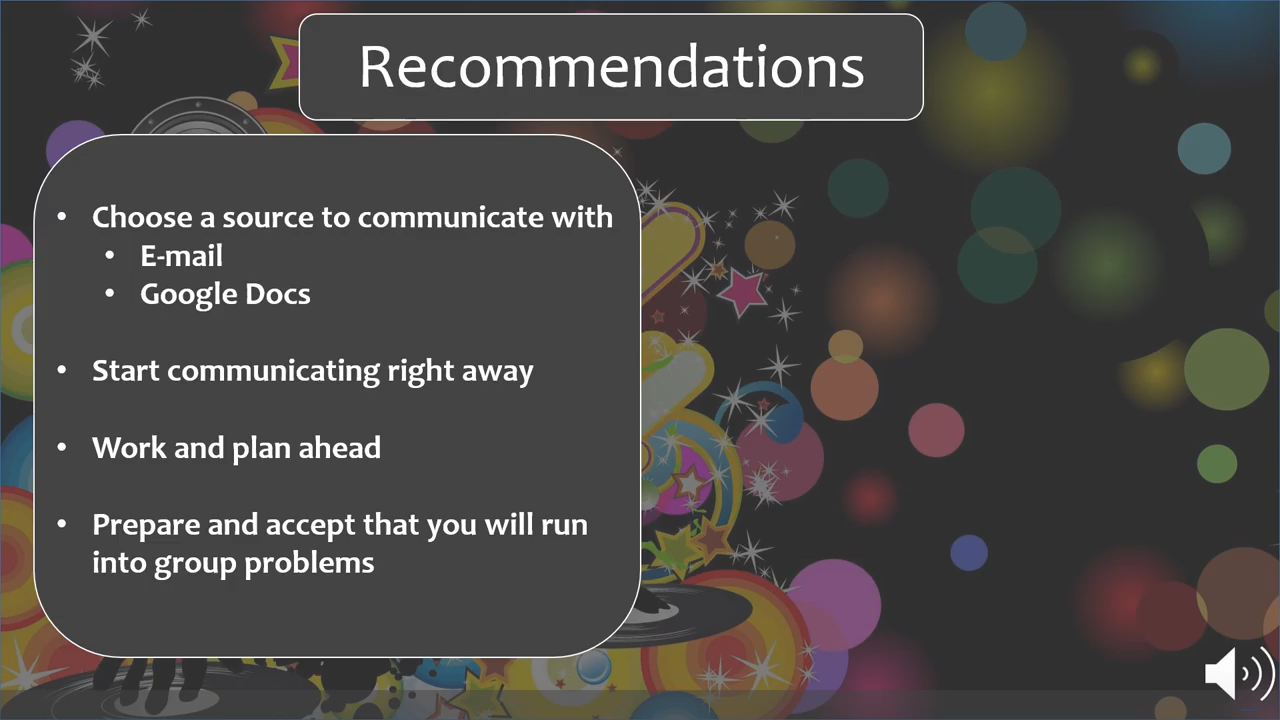 Recommendations
• Choose a source to communicate with
• E-mail
• Google Docs
• Start communicating right away
• Work and plan ahead
• Prepare and accept that you will run
into group problems